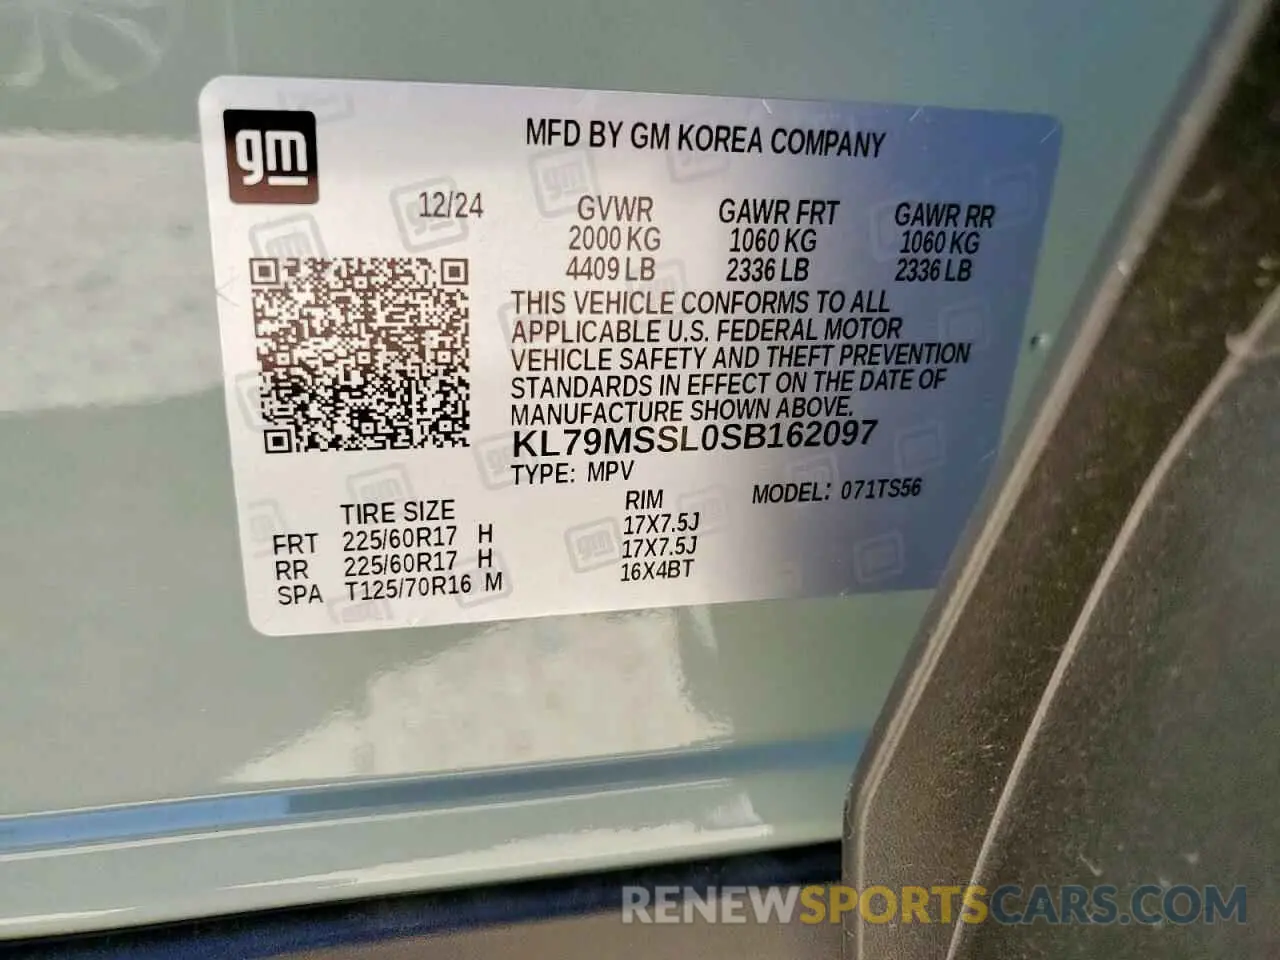 gm
MFD BY GM KOREA COMPANY
12/24 GVWR GAWR FRT GAWR RR
2000 KG 1060 KG 1060 KG
4409 LB 2336 LB 2336 LB
THIS VEHICLE CONFORMS TO ALL
APPLICABLE U.S. FEDERAL MOTOR
VEHICLE SAFETY AND THEFT PREVENTION
STANDARDS IN EFFECT ON THE DATE OF
MANUFACTURE SHOWN ABOVE.
KL79MSSL0SB162097
TYPE: MPV MODEL: 071TS56
TIRE SIZE RIM
FRT 225/60R17 H 17X7.5J
RR 225/60R17 H 17X7.5J
SPA T125/70R16 M 16X4BT
RENEWSPORTSCARS.COM